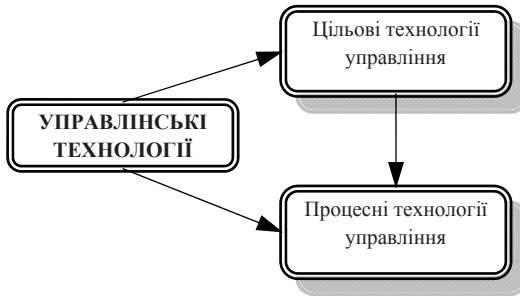 Цільові технології
управління
УПРАВЛІНСЬКІ
ТЕХНОЛОГІЇ
Процесні технології
управління